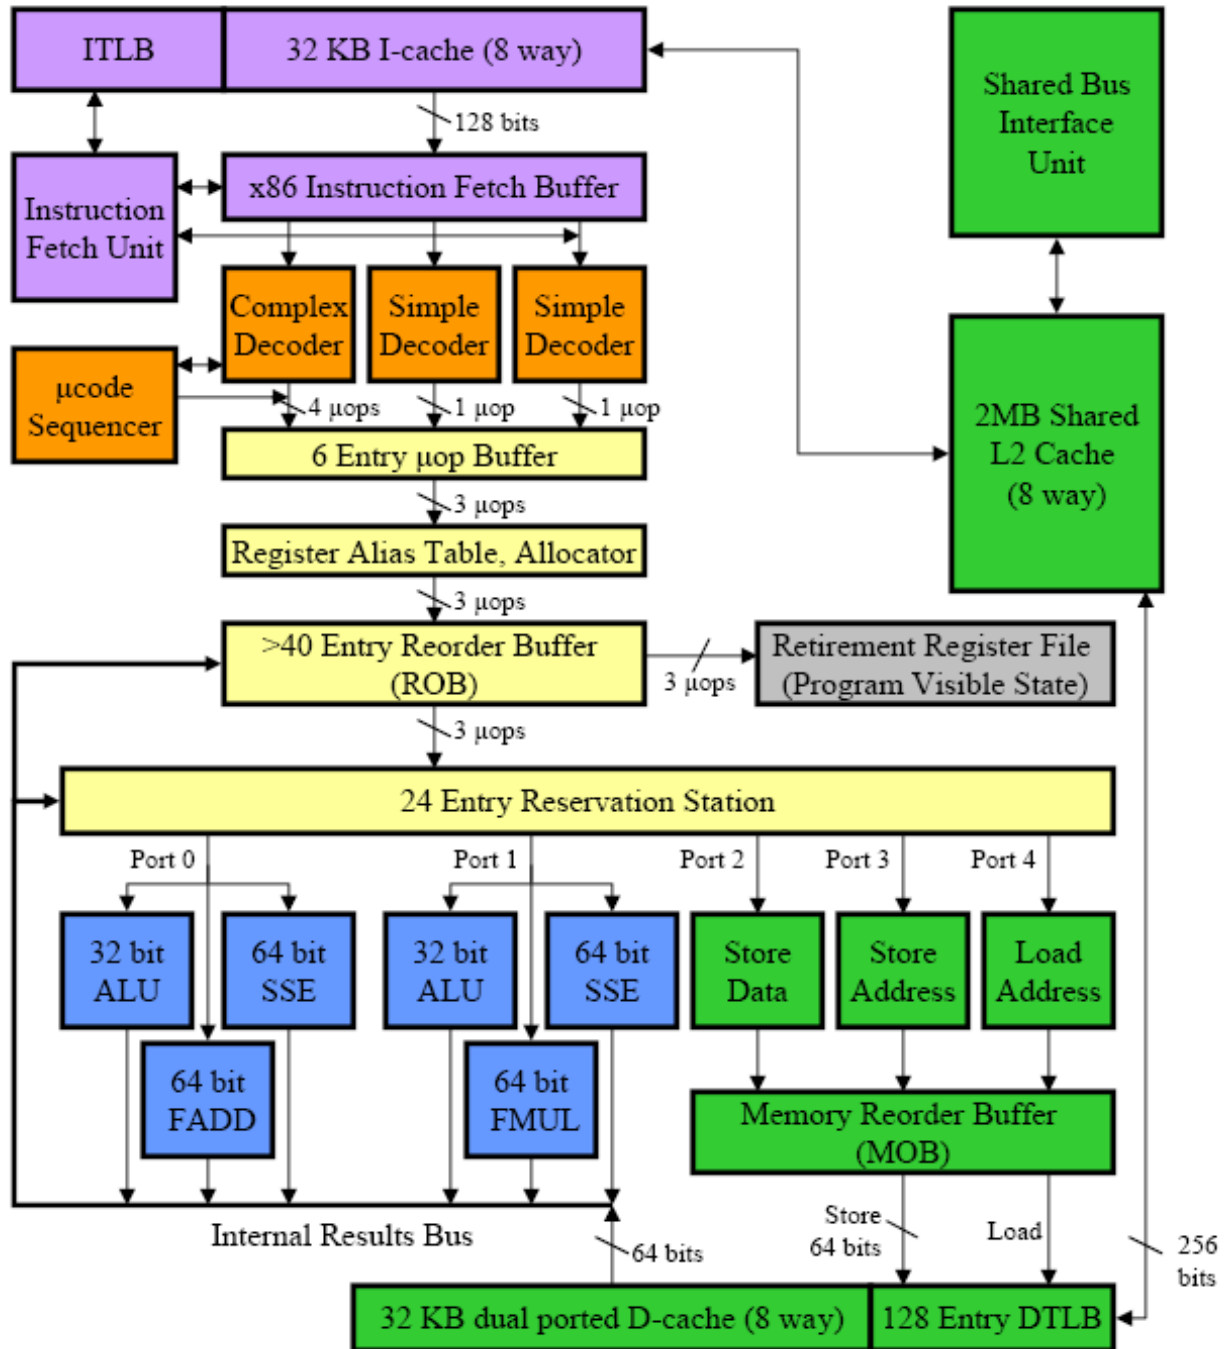 ITLB
32 KB I-cache (8 way)
Shared Bus
Interface
Unit
128 bits
Instruction
Fetch Unit
x86 Instruction Fetch Buffer
Complex
Decoder
Simple
Decoder
Simple
Decoder
µcode
Sequencer
4 µops
1 µop
1 µop
2MB Shared
L2 Cache
(8 way)
6 Entry µop Buffer
3 µops
Register Alias Table, Allocator
3 µops
>40 Entry Reorder Buffer
(ROB)
3 µops
Retirement Register File
(Program Visible State)
3 µops
24 Entry Reservation Station
Port 0
Port 1
Port 2
Port 3
Port 4
32 bit
ALU
64 bit
SSE
32 bit
ALU
64 bit
SSE
Store
Data
Store
Address
Load
Address
64 bit
FADD
64 bit
FMUL
Memory Reorder Buffer
(MOB)
Internal Results Bus
64 bits
Store
64 bits
Load
256
bits
32 KB dual ported D-cache (8 way)
128 Entry DTLB